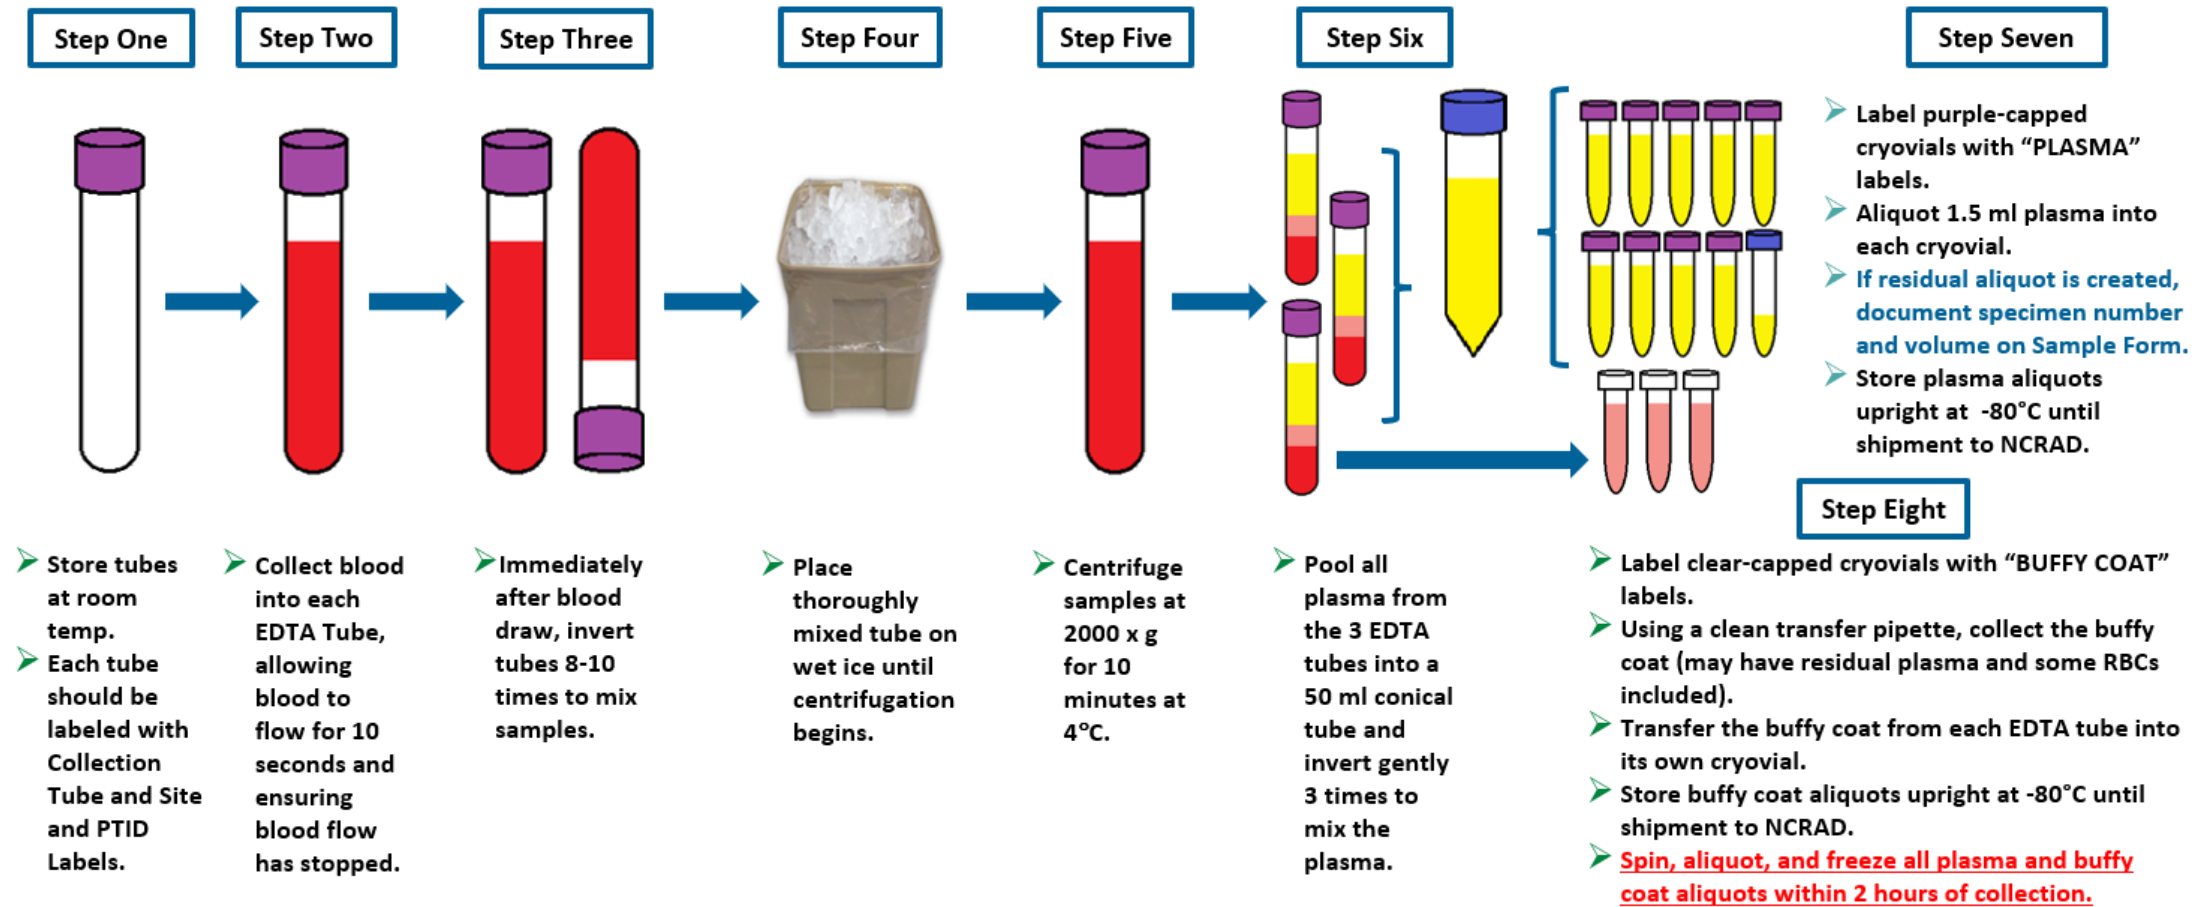 Step One
Store tubes
at room
temp.
Each tube
should be
labeled with
Collection
Tube and Site
and PTID
Labels.
Step Two
Collect blood
into each
EDTA Tube,
allowing
blood to
flow for 10
seconds and
ensuring
blood flow
has stopped.
Step Three
Immediately
after blood
draw, invert
tubes 8-10
times to mix
samples.
Step Four
Place
thoroughly
mixed tube on
wet ice until
centrifugation
begins.
Step Five
Centrifuge
samples at
2000 x g
for 10
minutes at
4°C.
Step Six
Pool all
plasma from
the 3 EDTA
tubes into a
50 ml conical
tube and
invert gently
3 times to
mix the
plasma.
Step Seven
Label purple-capped
cryovials with “PLASMA”
labels.
Aliquot 1.5 ml plasma into
each cryovial.
If residual aliquot is created,
document specimen number
and volume on Sample Form.
Store plasma aliquots
upright at -80°C until
shipment to NCRAD.
Step Eight
Label clear-capped cryovials with “BUFFY COAT”
labels.
Using a clean transfer pipette, collect the buffy
coat (may have residual plasma and some RBCs
included).
Transfer the buffy coat from each EDTA tube into
its own cryovial.
Store buffy coat aliquots upright at -80°C until
shipment to NCRAD.
Spin, aliquot, and freeze all plasma and buffy
coat aliquots within 2 hours of collection.